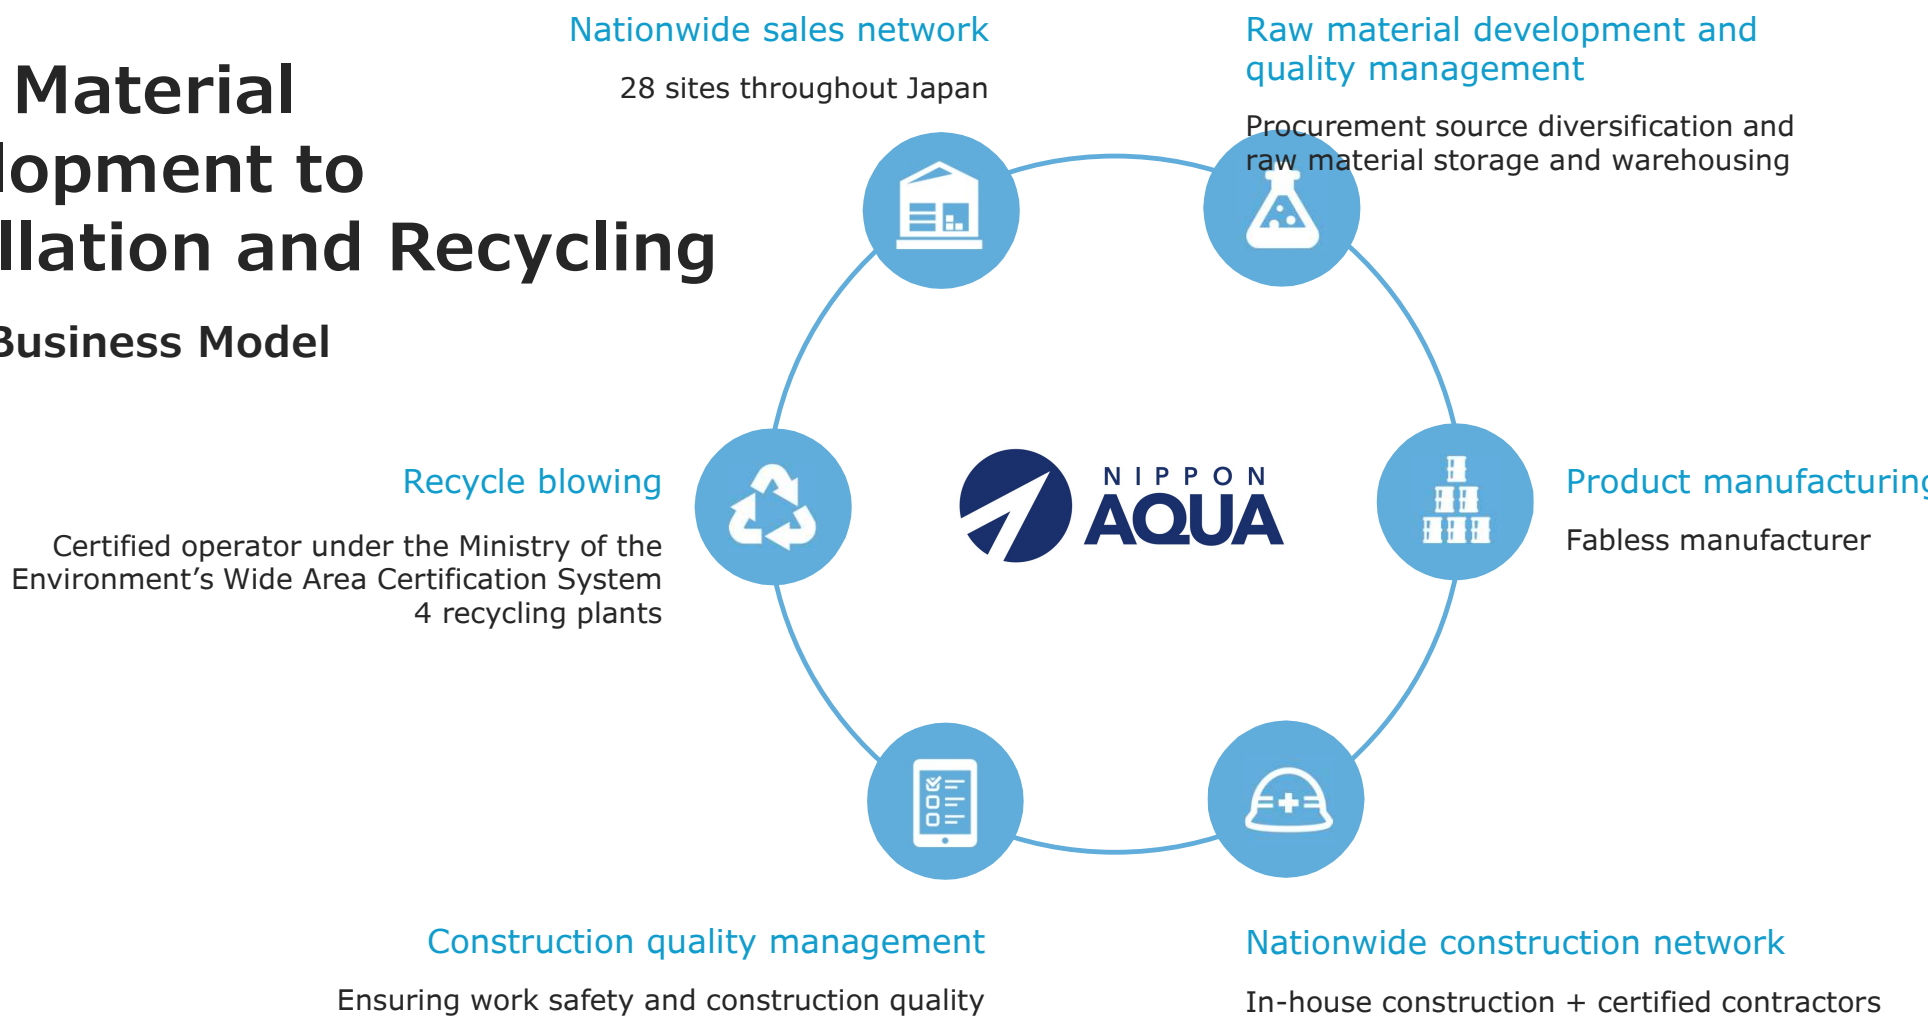 Material
lopment to
llation and Recycling
Business Model
Nationwide sales network
28 sites throughout Japan
Raw material development and
quality management
Procurement source diversification and
raw material storage and warehousing
Recycle blowing
Certified operator under the Ministry of the
Environment’s Wide Area Certification System
4 recycling plants
NIPPON
AQUA
Product manufacturing
Fabless manufacturer
Construction quality management
Ensuring work safety and construction quality
Nationwide construction network
In-house construction + certified contractors